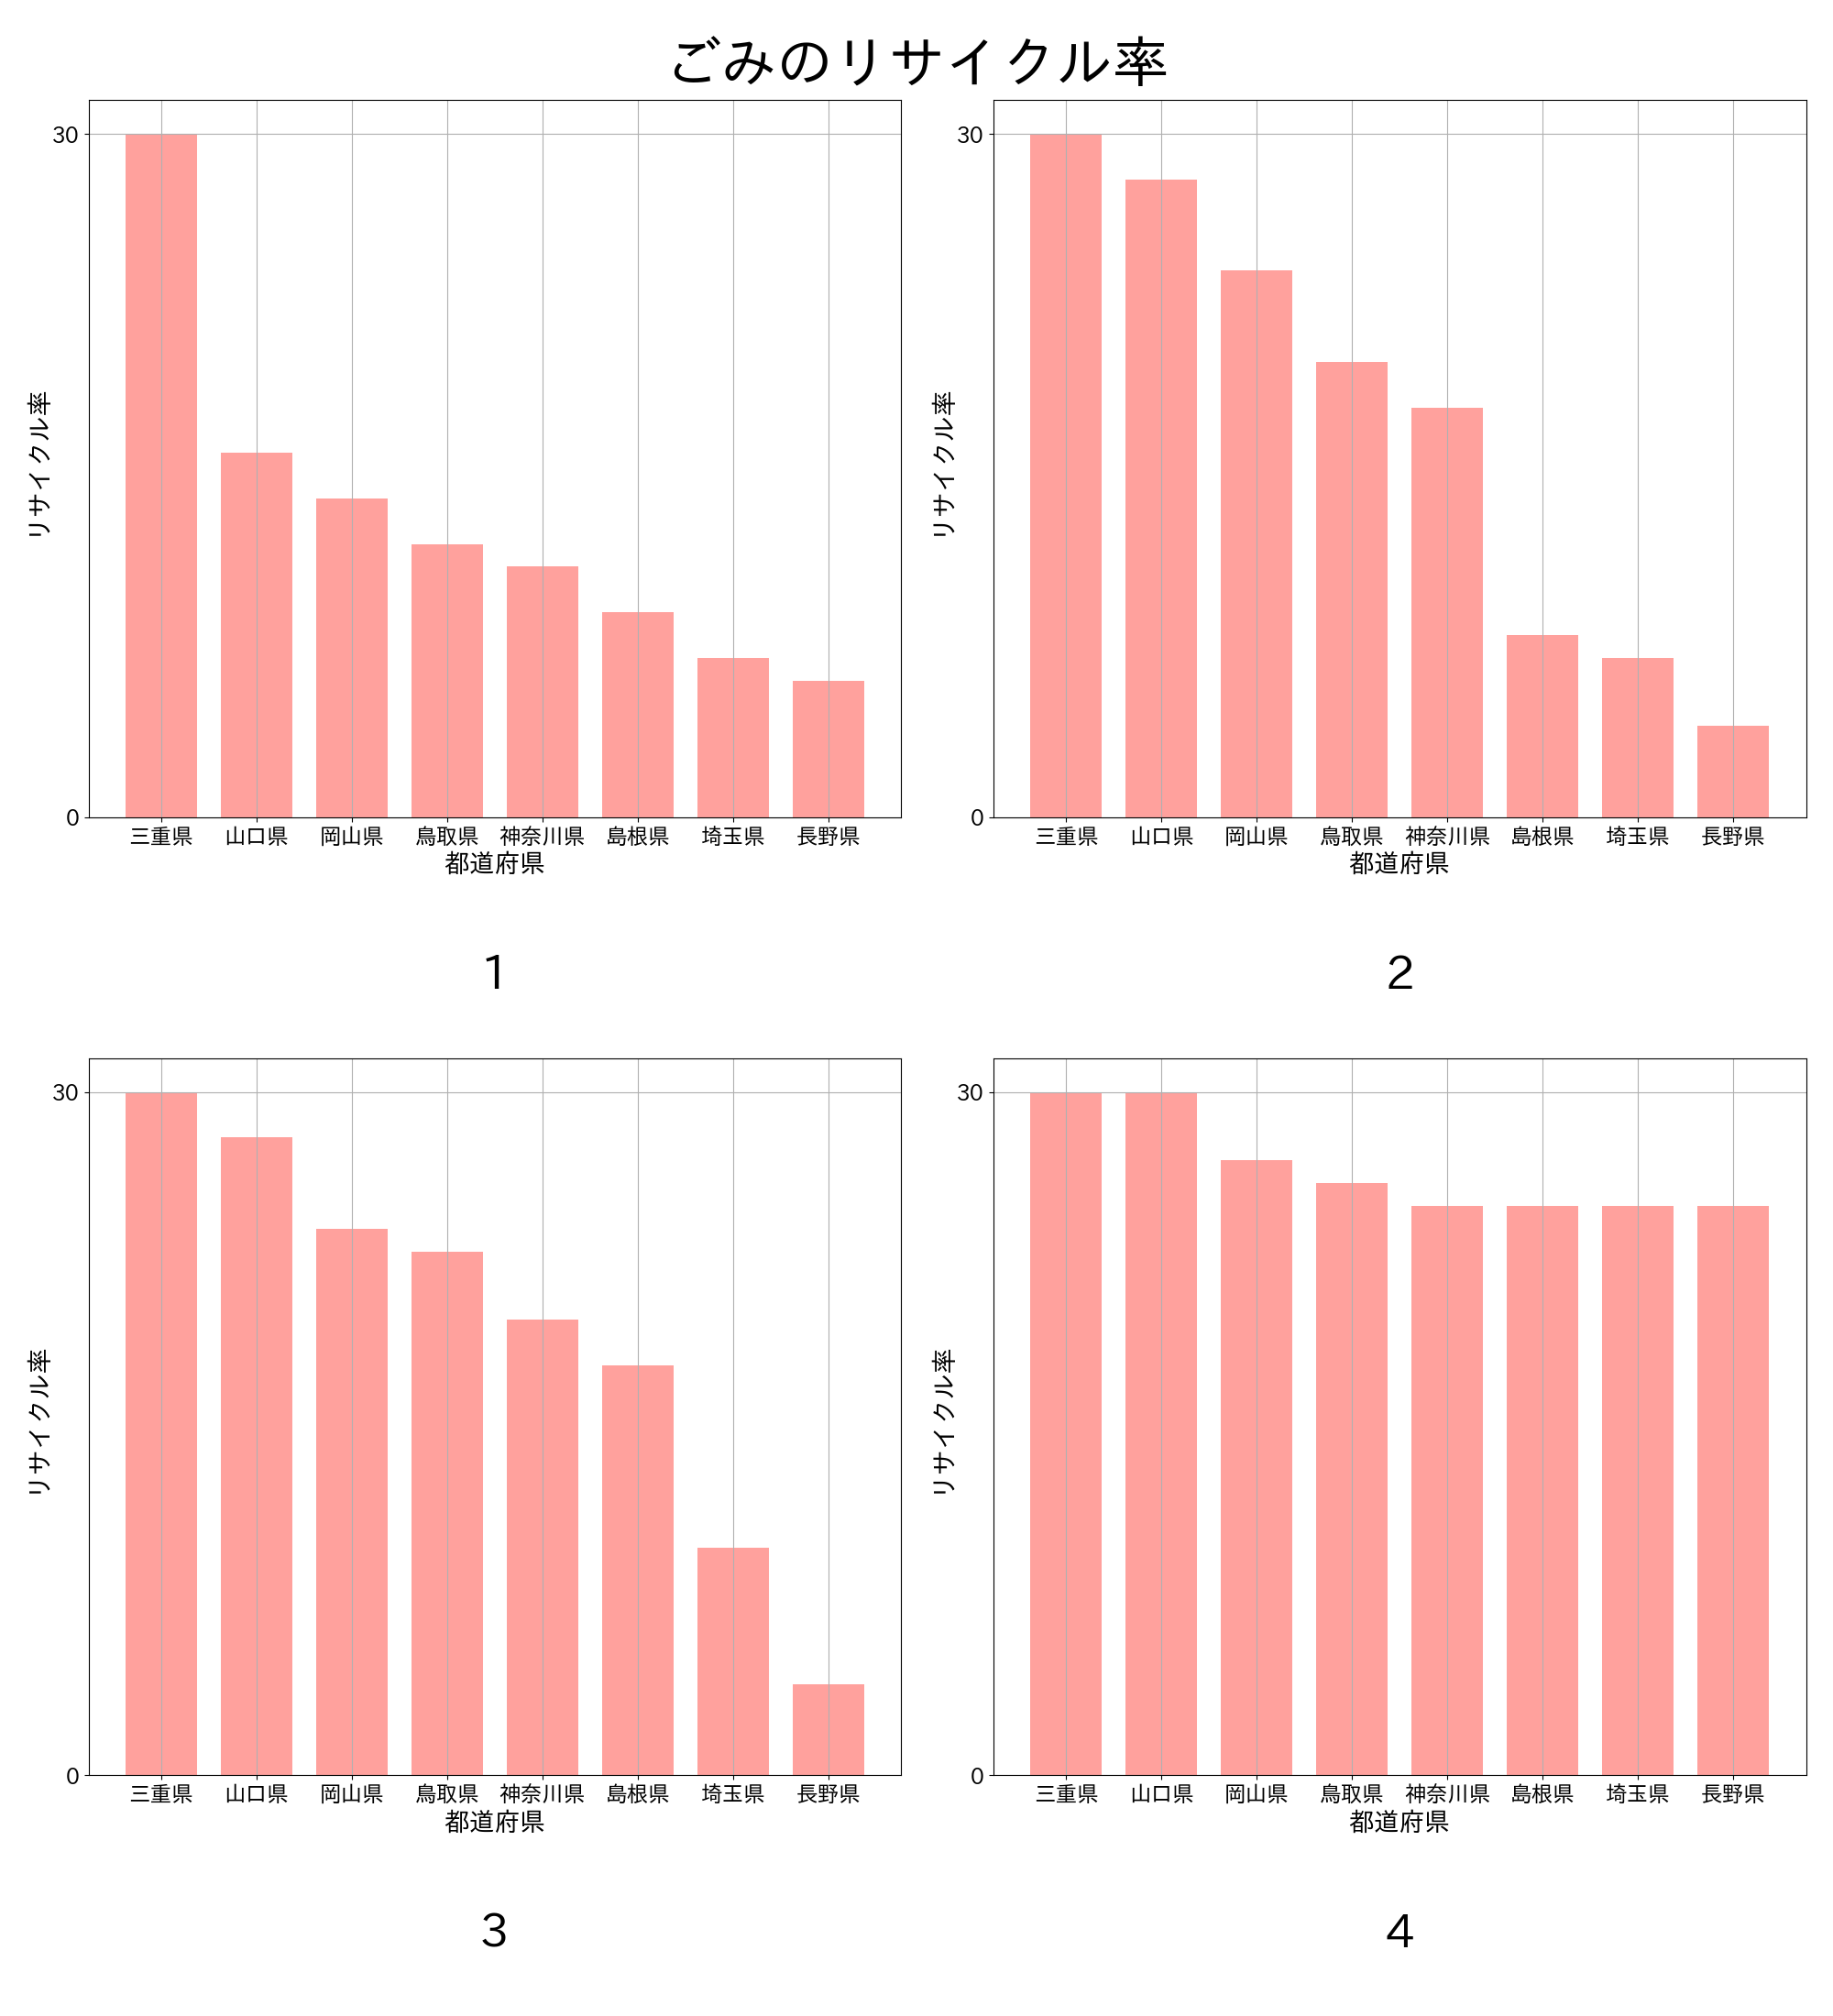 ごみのリサイクル率
30
0
リサイクル率
三重県 山口県 岡山県 鳥取県 神奈川県 島根県 埼玉県 長野県
都道府県
1
30
0
リサイクル率
三重県 山口県 岡山県 鳥取県 神奈川県 島根県 埼玉県 長野県
都道府県
2
30
0
リサイクル率
三重県 山口県 岡山県 鳥取県 神奈川県 島根県 埼玉県 長野県
都道府県
3
30
0
リサイクル率
三重県 山口県 岡山県 鳥取県 神奈川県 島根県 埼玉県 長野県
都道府県
4